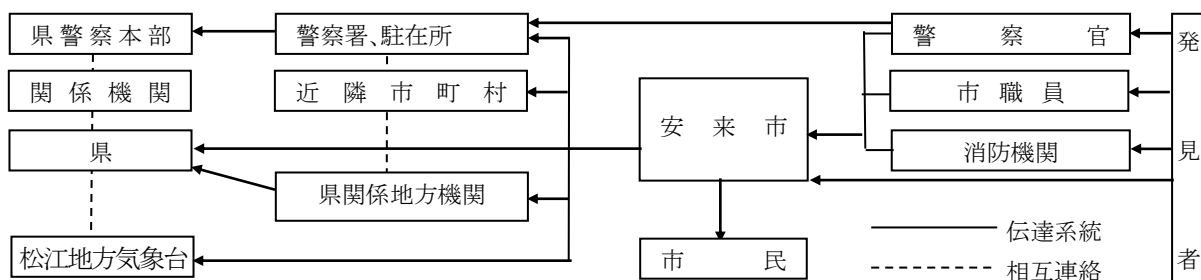 県警察本部
警察署、駐在所
警察官
発見者
関係機関
近隣市町村
市職員
安来市
県
消防機関
県関係地方機関
松江地方気象台
市民
伝達系統
相互連絡